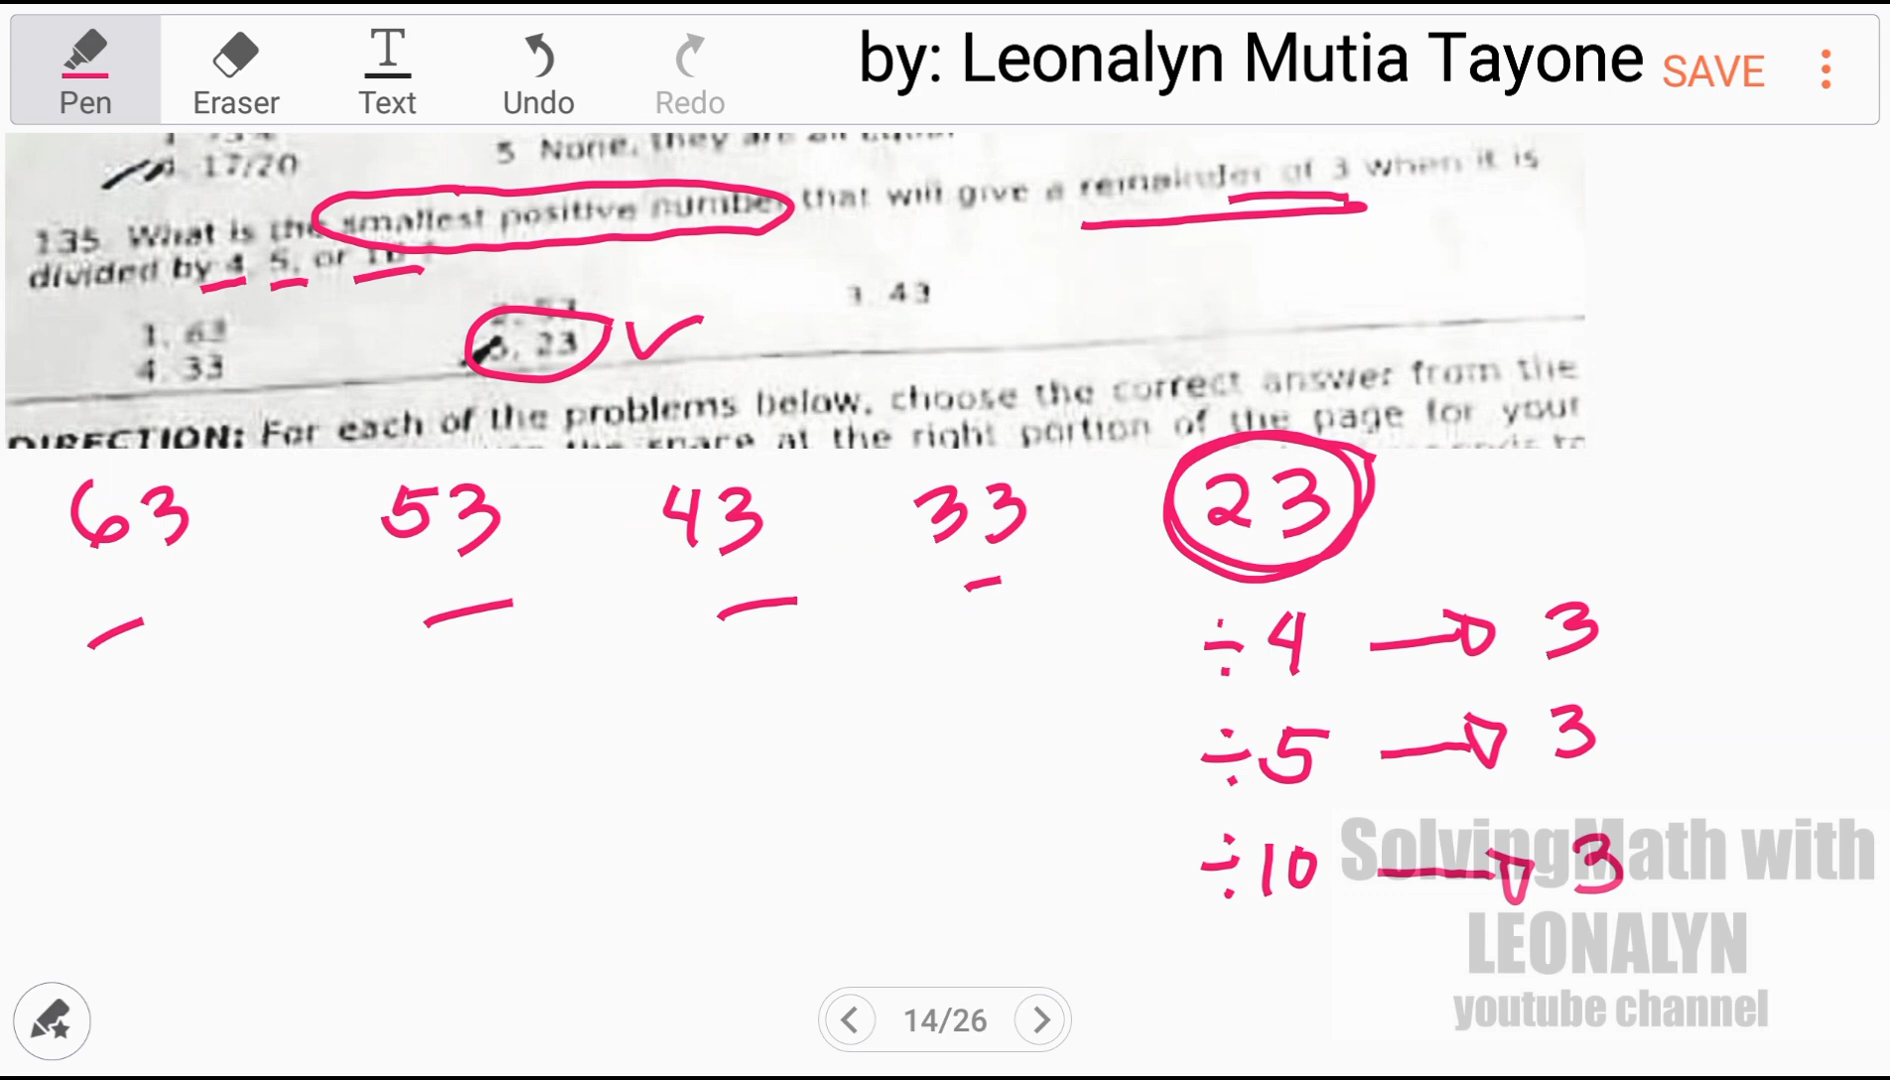 Pen
Eraser
T
Text
Undo
Redo
by: Leonalyn Mutia Tayone
SAVE
17/20
5 None, they are all
135 What is the smallest positive number that will give a remainder of 3 when it is
divided by 4, 5, or 10 ?
1. 63
2. 53
3. 43
4. 33
5. 23
DIRECTION: For each of the problems below, choose the correct answer from the
at the right portion of the page for your
63 53 43 33 23
÷4 3
÷5 3
÷10 3
SolvingMath with
LEONALYN
youtube channel
14/26